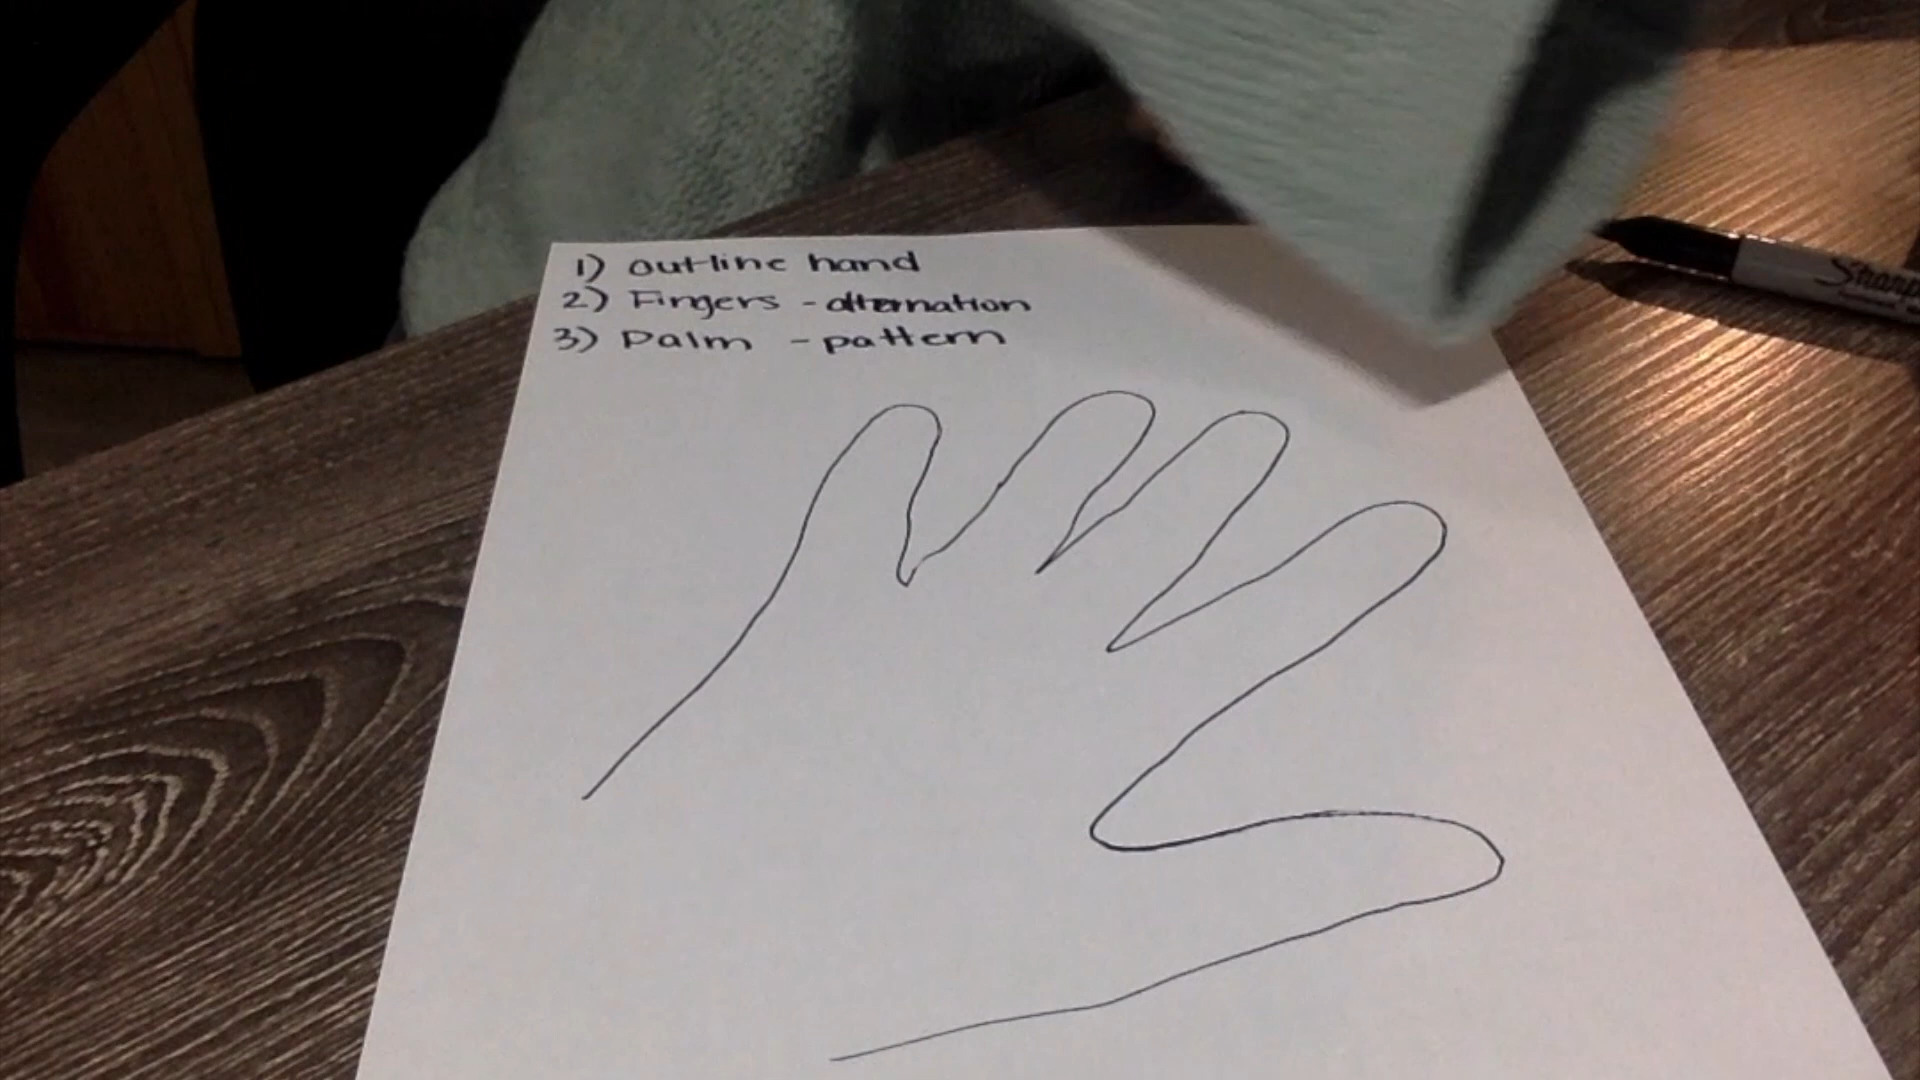 1) outline hand
2) Fingers - alternation
3) Palm - pattern